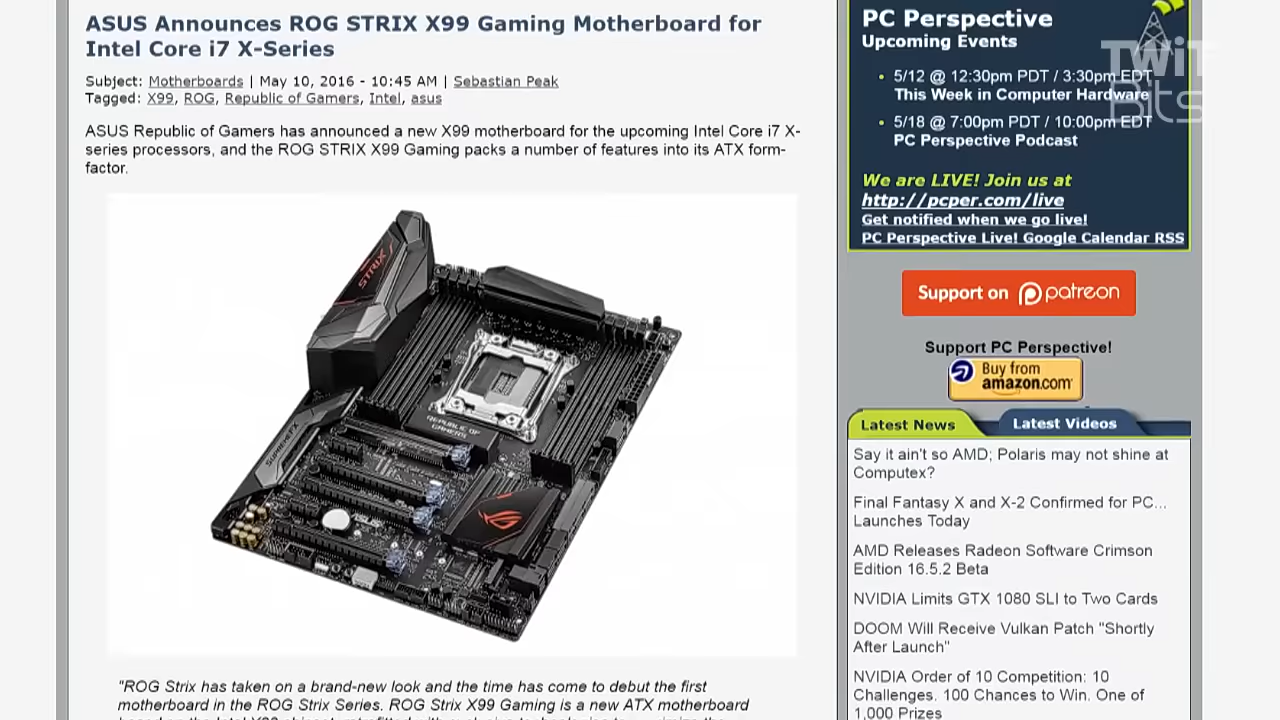 ASUS Announces ROG STRIX X99 Gaming Motherboard for
Intel Core i7 X-Series
Subject: Motherboards | May 10, 2016 - 10:45 AM | Sebastian Peak
Tagged: X99, ROG, Republic of Gamers, Intel, asus
ASUS Republic of Gamers has announced a new X99 motherboard for the upcoming Intel Core i7 X-
series processors, and the ROG STRIX X99 Gaming packs a number of features into its ATX form-
factor.
STRIX
REPUBLIC OF
GAMERS
SUPREMEFX
"ROG Strix has taken on a brand-new look and the time has come to debut the first
motherboard in the ROG Strix Series. ROG Strix X99 Gaming is a new ATX motherboard
PC Perspective
Upcoming Events
TWiT
Bits
• 5/12 @ 12:30pm PDT / 3:30pm EDT
This Week in Computer Hardware
• 5/18 @ 7:00pm PDT / 10:00pm EDT
PC Perspective Podcast
We are LIVE! Join us at
http://pcper.com/live
Get notified when we go live!
PC Perspective Live! Google Calendar RSS
Support on patreon
Support PC Perspective!
Buy from
amazon.com
Latest News
Latest Videos
Say it ain't so AMD; Polaris may not shine at
Computex?
Final Fantasy X and X-2 Confirmed for PC...
Launches Today
AMD Releases Radeon Software Crimson
Edition 16.5.2 Beta
NVIDIA Limits GTX 1080 SLI to Two Cards
DOOM Will Receive Vulkan Patch "Shortly
After Launch"
NVIDIA Order of 10 Competition: 10
Challenges. 100 Chances to Win. One of
1,000 Prizes